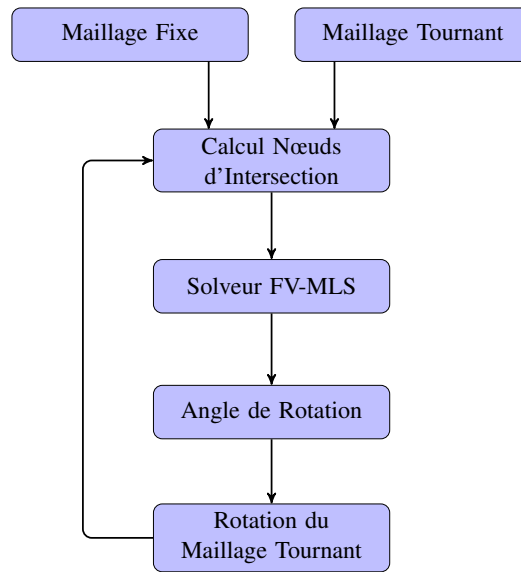 Maillage Fixe
Maillage Tournant
Calcul Nœuds
d'Intersection
Solveur FV-MLS
Angle de Rotation
Rotation du
Maillage Tournant